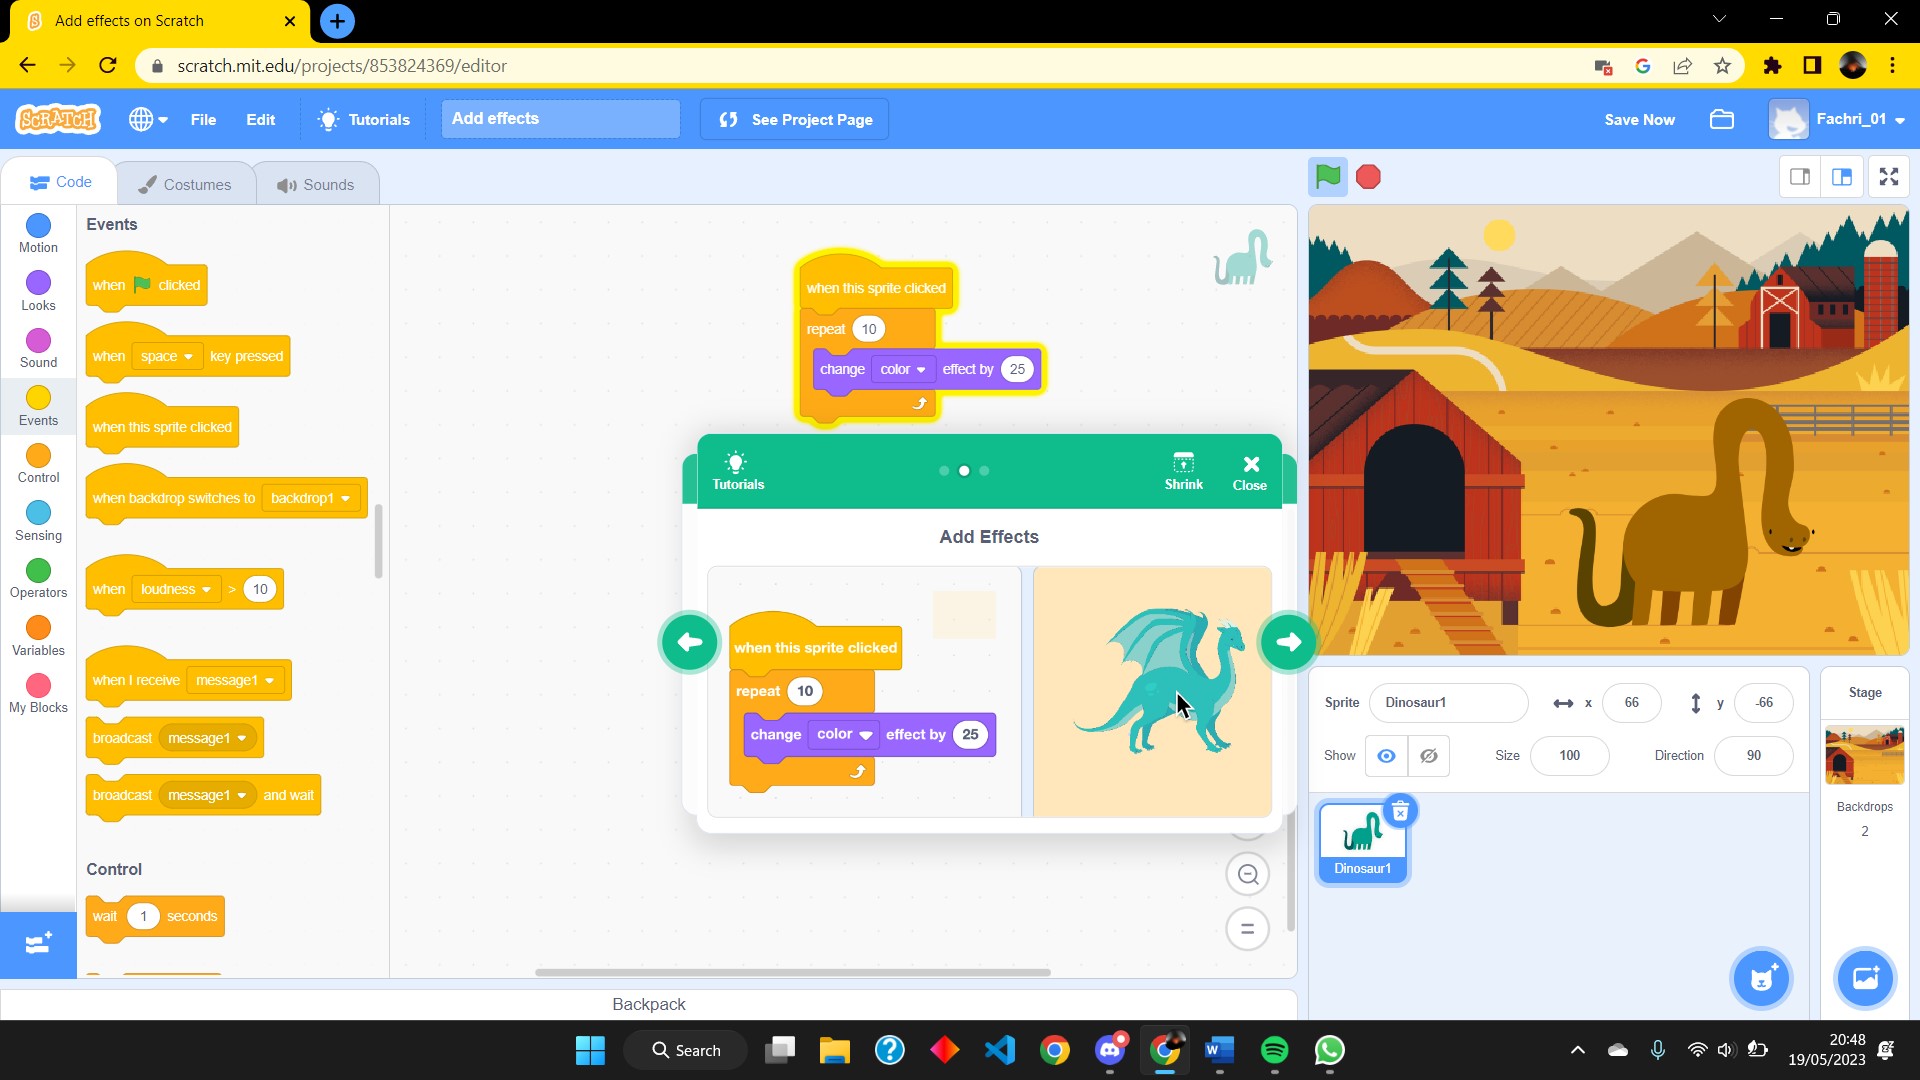 Add effects on Scratch
scratch.mit.edu/projects/853824369/editor
SCRATCH
File
Edit
Tutorials
Add effects
See Project Page
Save Now
Fachri_01
Code
Costumes
Sounds
Motion
Looks
Sound
Events
Control
Sensing
Operators
Variables
My Blocks
Events
when clicked
when space key pressed
when this sprite clicked
when backdrop switches to backdrop1
when loudness > 10
when I receive message1
broadcast message1
broadcast message1 and wait
Control
wait 1 seconds
when this sprite clicked
repeat 10
change color effect by 25
Tutorials
Shrink
Close
Add Effects
when this sprite clicked
repeat 10
change color effect by 25
Backpack
Sprite Dinosaur1 x 66 y -66
Show Size 100 Direction 90
Dinosaur1
Stage
Backdrops
2
Search
20:48
19/05/2023